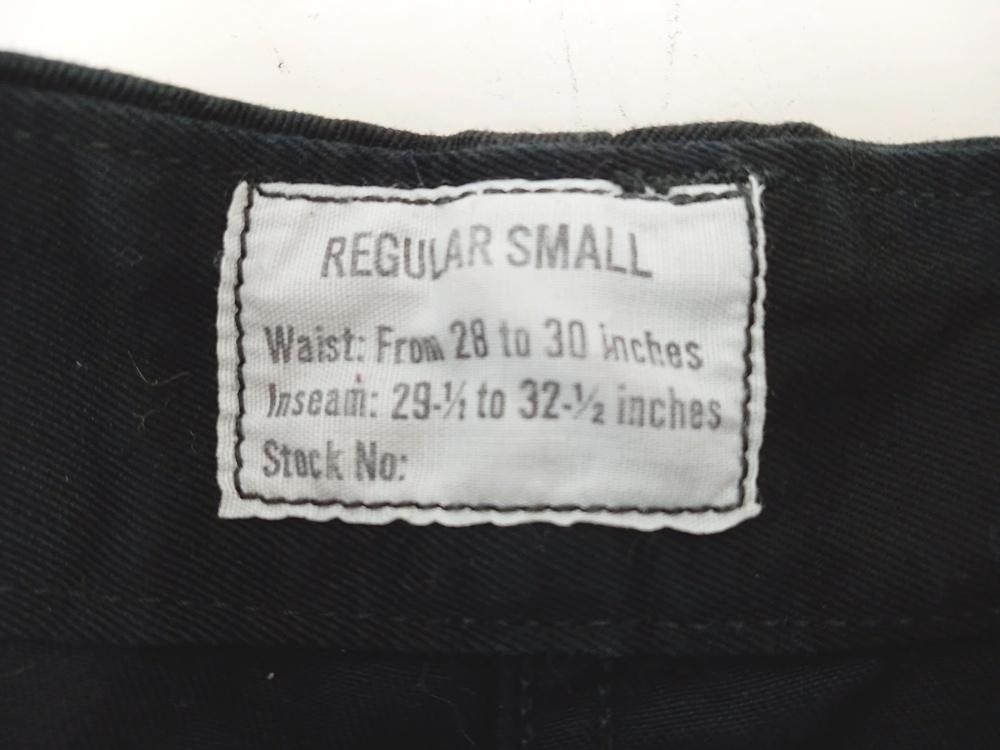 REGULAR SMALL
Waist: From 28 to 30 inches
Inseam: 29-½ to 32-½ inches
Stock No: